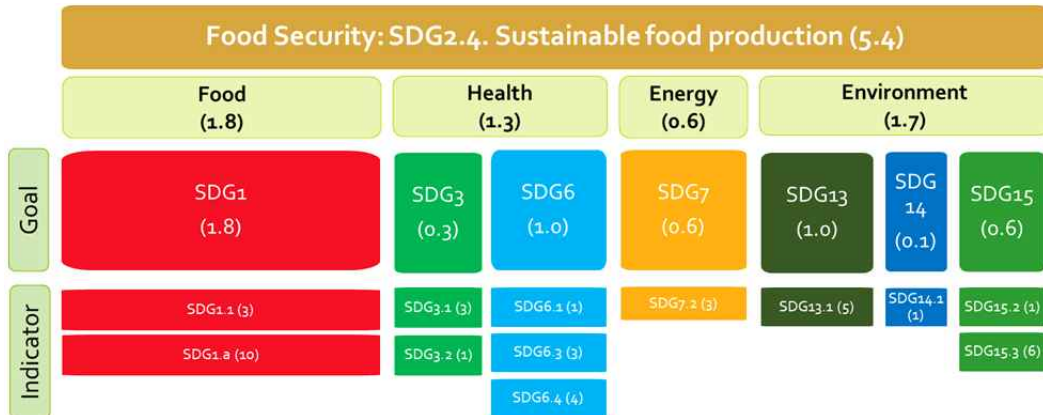 Food Security: SDG2.4. Sustainable food production (5.4)
Food
(1.8)
Health
(1.3)
Energy
(0.6)
Environment
(1.7)
Goal
SDG1
(1.8)
SDG3
(0.3)
SDG6
(1.0)
SDG7
(0.6)
SDG13
(1.0)
SDG
14
(0.1)
SDG15
(0.6)
Indicator
SDG1.1 (3)
SDG3.1 (3)
SDG6.1 (1)
SDG7.2 (3)
SDG13.1 (5)
SDG14.1
(1)
SDG15.2 (1)
SDG1.a (10)
SDG3.2 (1)
SDG6.3 (3)
SDG15.3 (6)
SDG6.4 (4)